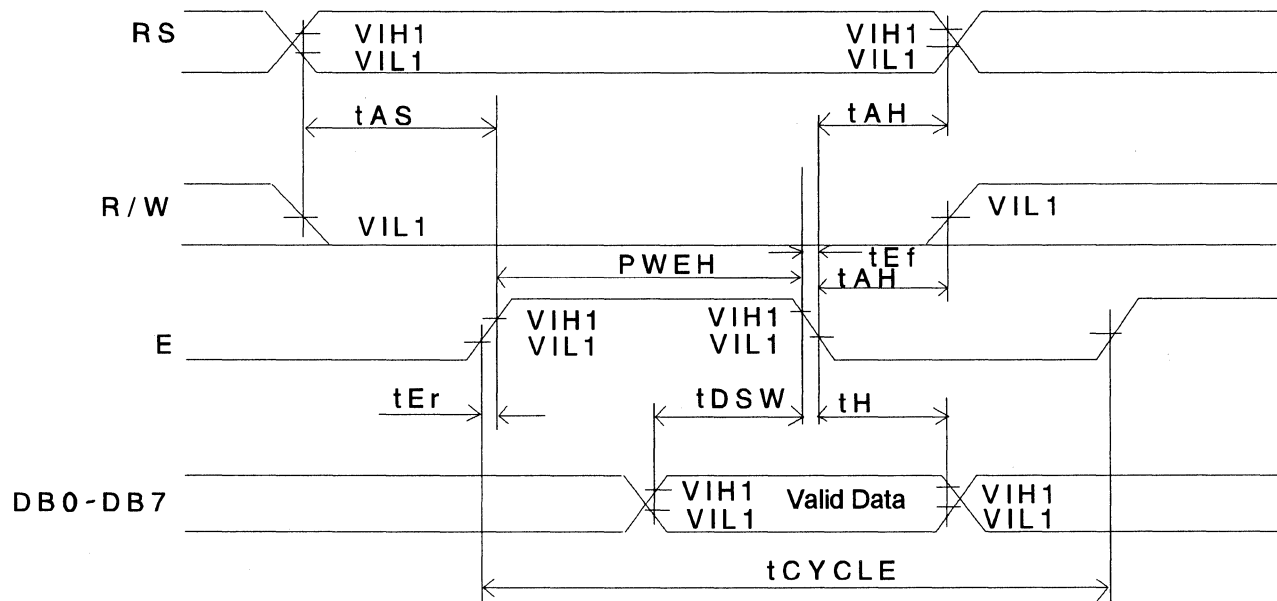 RS
VIH1
VIL1
VIH1
VIL1
tAS
tAH
R/W
VIL1
VIL1
tEf
PWEH
tAH
E
VIH1
VIL1
VIH1
VIL1
tEr
tDSW
tH
DB0-DB7
VIH1
VIL1
Valid Data
VIH1
VIL1
tCYCLE